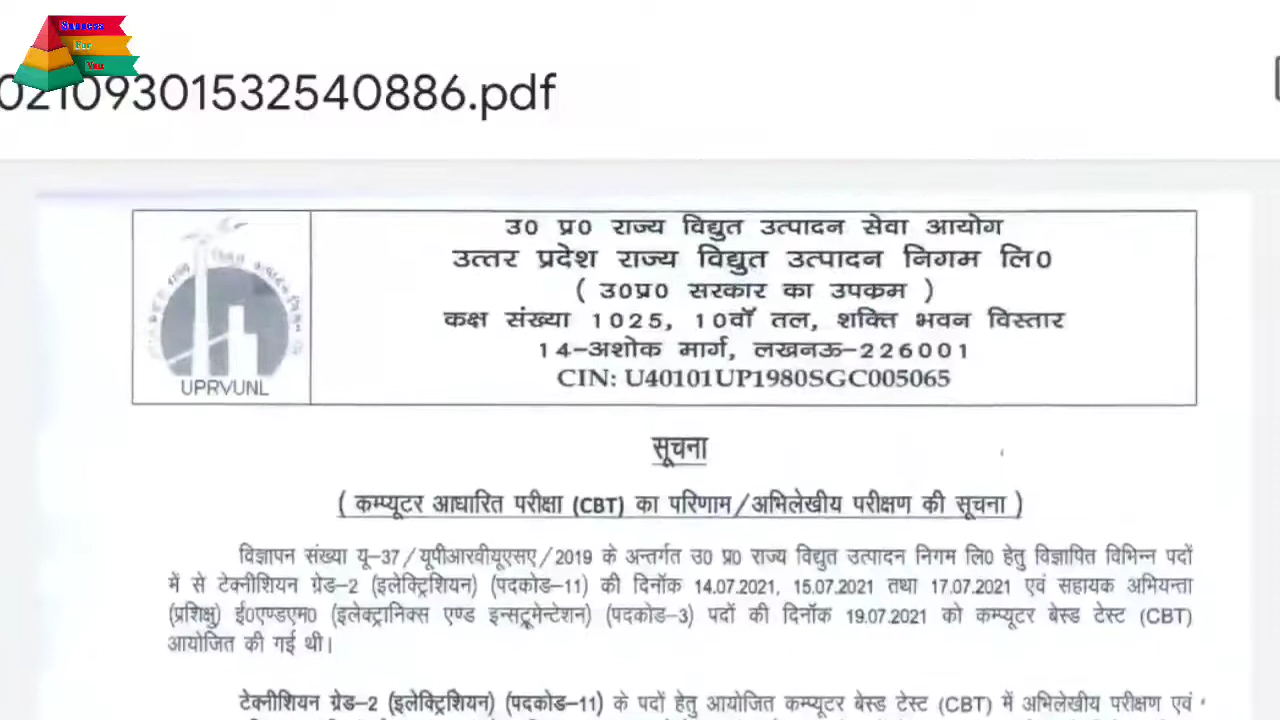 Success
For
You
02109301532540886.pdf
उ0 प्र0 राज्य विद्युत उत्पादन सेवा आयोग
उत्तर प्रदेश राज्य विद्युत उत्पादन निगम लि0
( उ0प्र0 सरकार का उपक्रम )
कक्ष संख्या 1025, 10वॉ तल, शक्ति भवन विस्तार
14-अशोक मार्ग, लखनऊ-226001
CIN: U40101UP1980SGC005065
UPRVUNL
सूचना
( कम्प्यूटर आधारित परीक्षा (CBT) का परिणाम/अभिलेखीय परीक्षण की सूचना )
विज्ञापन संख्या यू-37/यूपीआरवीयूएसए/2019 के अन्तर्गत उ0 प्र0 राज्य विद्युत उत्पादन निगम लि0 हेतु विज्ञापित विभिन्न पदों
में से टेक्नीशियन ग्रेड-2 (इलेक्ट्रिशियन) (पदकोड-11) की दिनॉक 14.07.2021, 15.07.2021 तथा 17.07.2021 एवं सहायक अभियन्ता
(प्रशिक्षु) ई0एण्डएम0 (इलेक्ट्रानिक्स एण्ड इन्सट्रूमेन्टेशन) (पदकोड-3) पदों की दिनॉक 19.07.2021 को कम्प्यूटर बेस्ड टेस्ट (CBT)
आयोजित की गई थी।
टेक्नीशियन ग्रेड-2 (इलेक्ट्रिशियन) (पदकोड-11) के पदों हेतु आयोजित कम्प्यूटर बेस्ड टेस्ट (CBT) में अभिलेखीय परीक्षण एवं